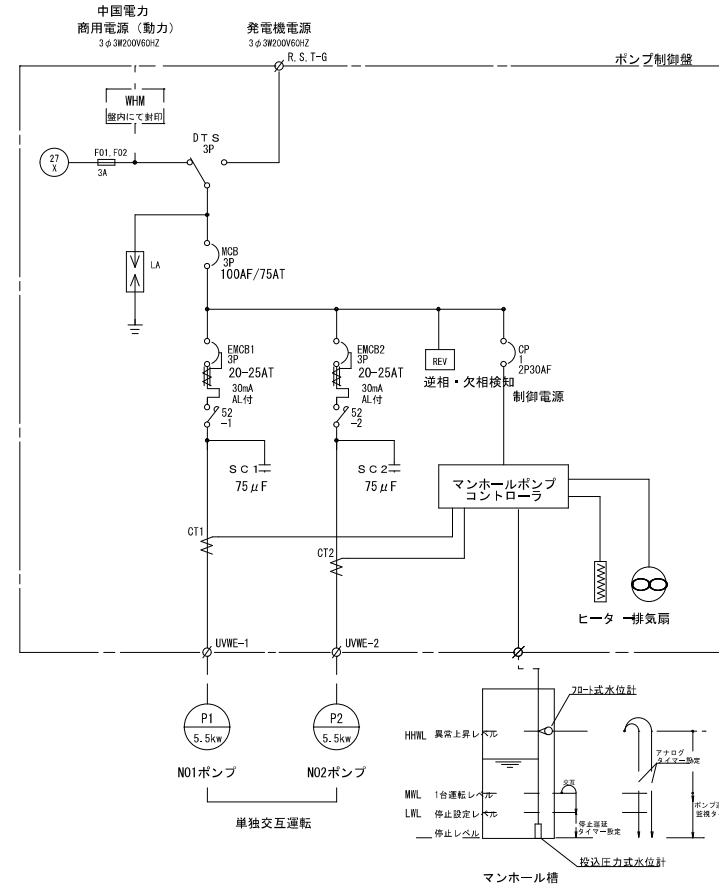 中国電力
商用電源（動力）
3φ3W200V60HZ
発電機電源
3φ3W200V60HZ
R,S,T-G
ポンプ制御盤
WHM
盤内にて封印
DTS
3P
27
X
F01,F02
3A
LA
MCB
3P
100AF/75AT
EMCB1
3P
20-25AT
30mA
AL付
52
-1
EMCB2
3P
20-25AT
30mA
AL付
52
-2
REV
逆相・欠相検知
CP
1
2P30AF
制御電源
SC1
75μF
SC2
75μF
マンホールポンプ
コントローラ
CT1
CT2
ヒーター
排気扇
UVWE-1
UVWE-2
P1
5.5kw
P2
5.5kw
NO1ポンプ
NO2ポンプ
単独交互運転
フロート式水位計
HHWL 異常上昇レベル
アナログ
タイマー設定
交互
MWL 1台運転レベル
LWL 停止設定レベル
停止レベル
停止遅延
タイマー設定
投込圧力式水位計
マンホール槽